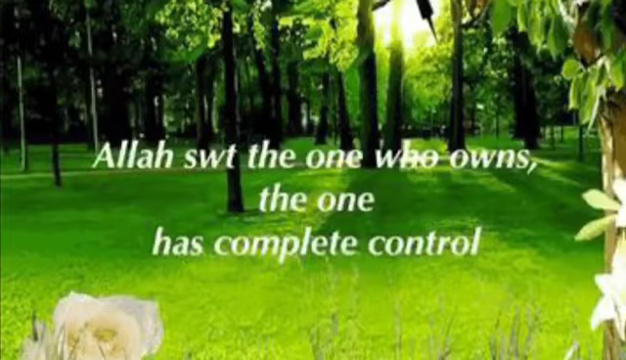 Allah swt the one who owns,
the one
has complete control